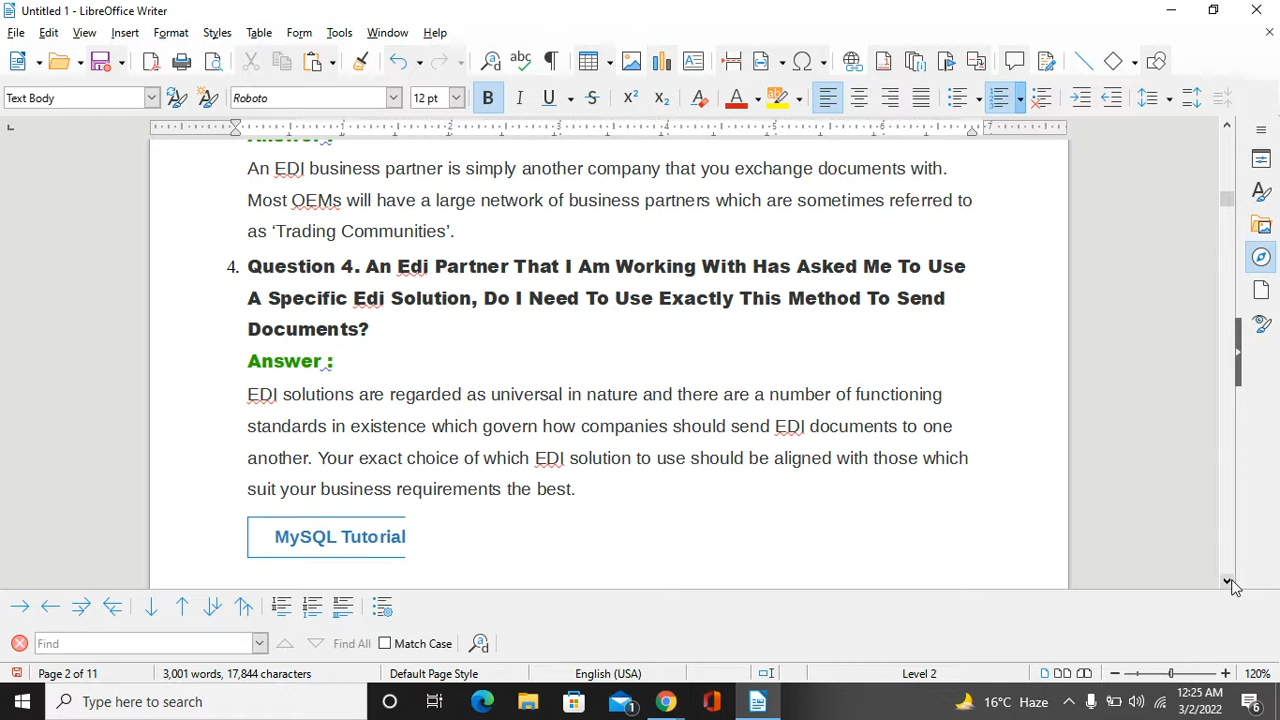 Untitled 1 - LibreOffice Writer
File Edit View Insert Format Styles Table Form Tools Window Help
Text Body Roboto 12 pt
An EDI business partner is simply another company that you exchange documents with.
Most OEMs will have a large network of business partners which are sometimes referred to
as ‘Trading Communities’.
4. Question 4. An Edi Partner That I Am Working With Has Asked Me To Use
A Specific Edi Solution, Do I Need To Use Exactly This Method To Send
Documents?
Answer :
EDI solutions are regarded as universal in nature and there are a number of functioning
standards in existence which govern how companies should send EDI documents to one
another. Your exact choice of which EDI solution to use should be aligned with those which
suit your business requirements the best.
MySQL Tutorial
Find Find All Match Case
Page 2 of 11 3,001 words, 17,844 characters Default Page Style English (USA) Level 2 120%
Type here to search 1 16°C Haze 12:25 AM
3/2/2022 6